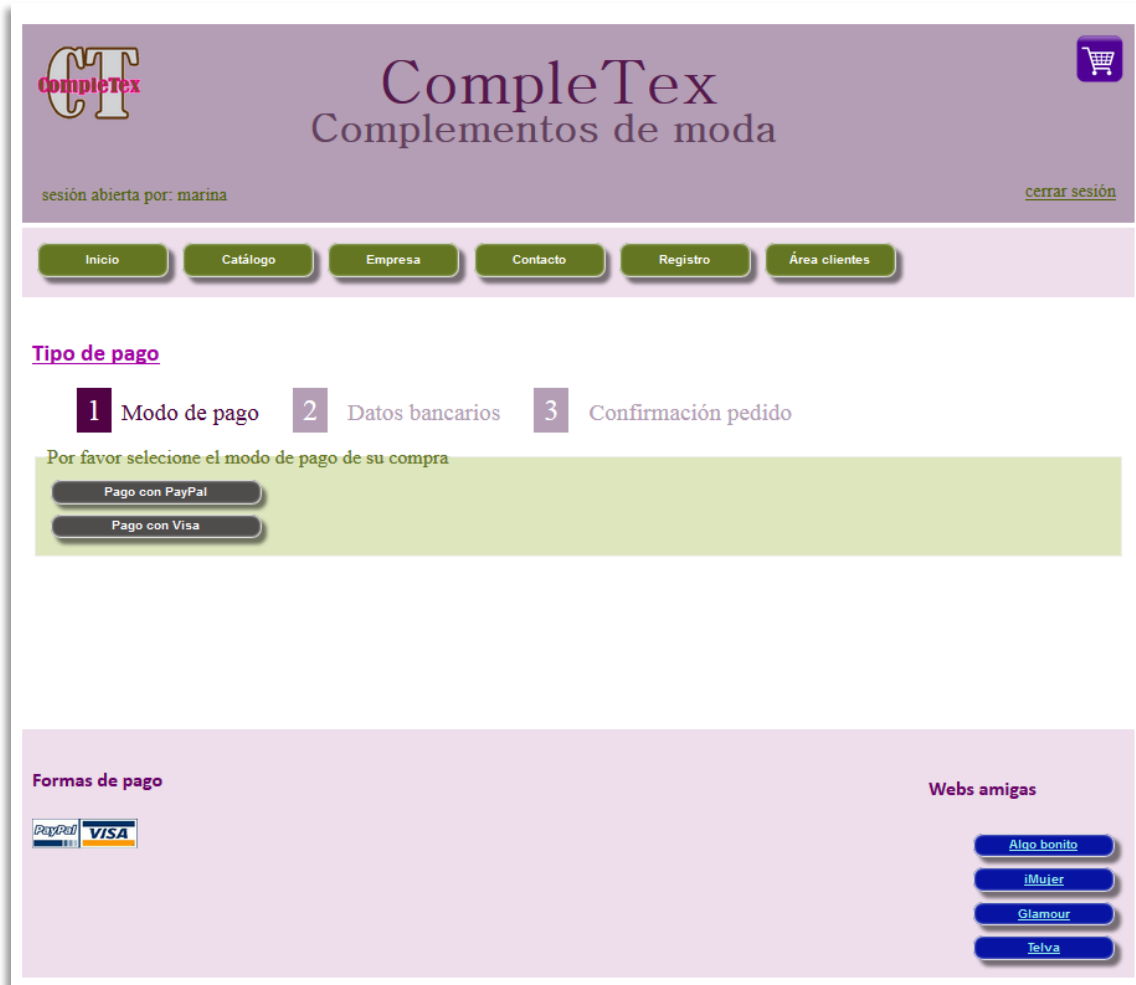 CT
CompleTex
CompleTex
Complementos de moda
sesión abierta por: marina
cerrar sesión
Inicio Catálogo Empresa Contacto Registro Área clientes
Tipo de pago
1 Modo de pago 2 Datos bancarios 3 Confirmación pedido
Por favor selecione el modo de pago de su compra
Pago con PayPal
Pago con Visa
Formas de pago
Webs amigas
PayPal VISA
Algo bonito
iMujer
Glamour
Telva